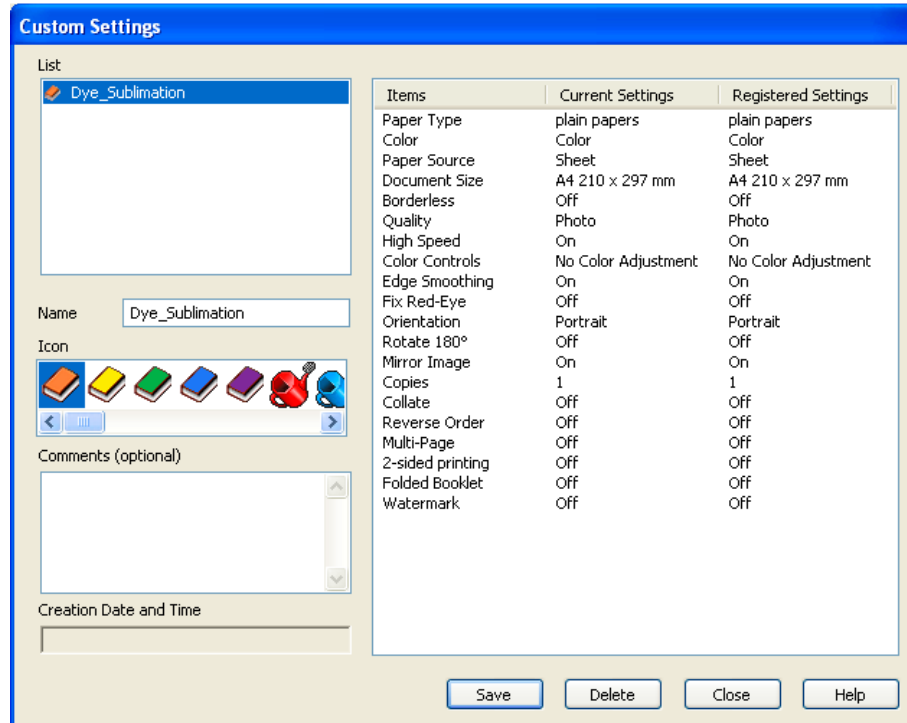 Custom Settings
List
Dye_Sublimation
Name Dye_Sublimation
Icon
Comments (optional)
Creation Date and Time
Items Current Settings Registered Settings
Paper Type plain papers plain papers
Color Color Color
Paper Source Sheet Sheet
Document Size A4 210 x 297 mm A4 210 x 297 mm
Borderless Off Off
Quality Photo Photo
High Speed On On
Color Controls No Color Adjustment No Color Adjustment
Edge Smoothing On On
Fix Red-Eye Off Off
Orientation Portrait Portrait
Rotate 180° Off Off
Mirror Image On On
Copies 1 1
Collate Off Off
Reverse Order Off Off
Multi-Page Off Off
2-sided printing Off Off
Folded Booklet Off Off
Watermark Off Off
Save Delete Close Help